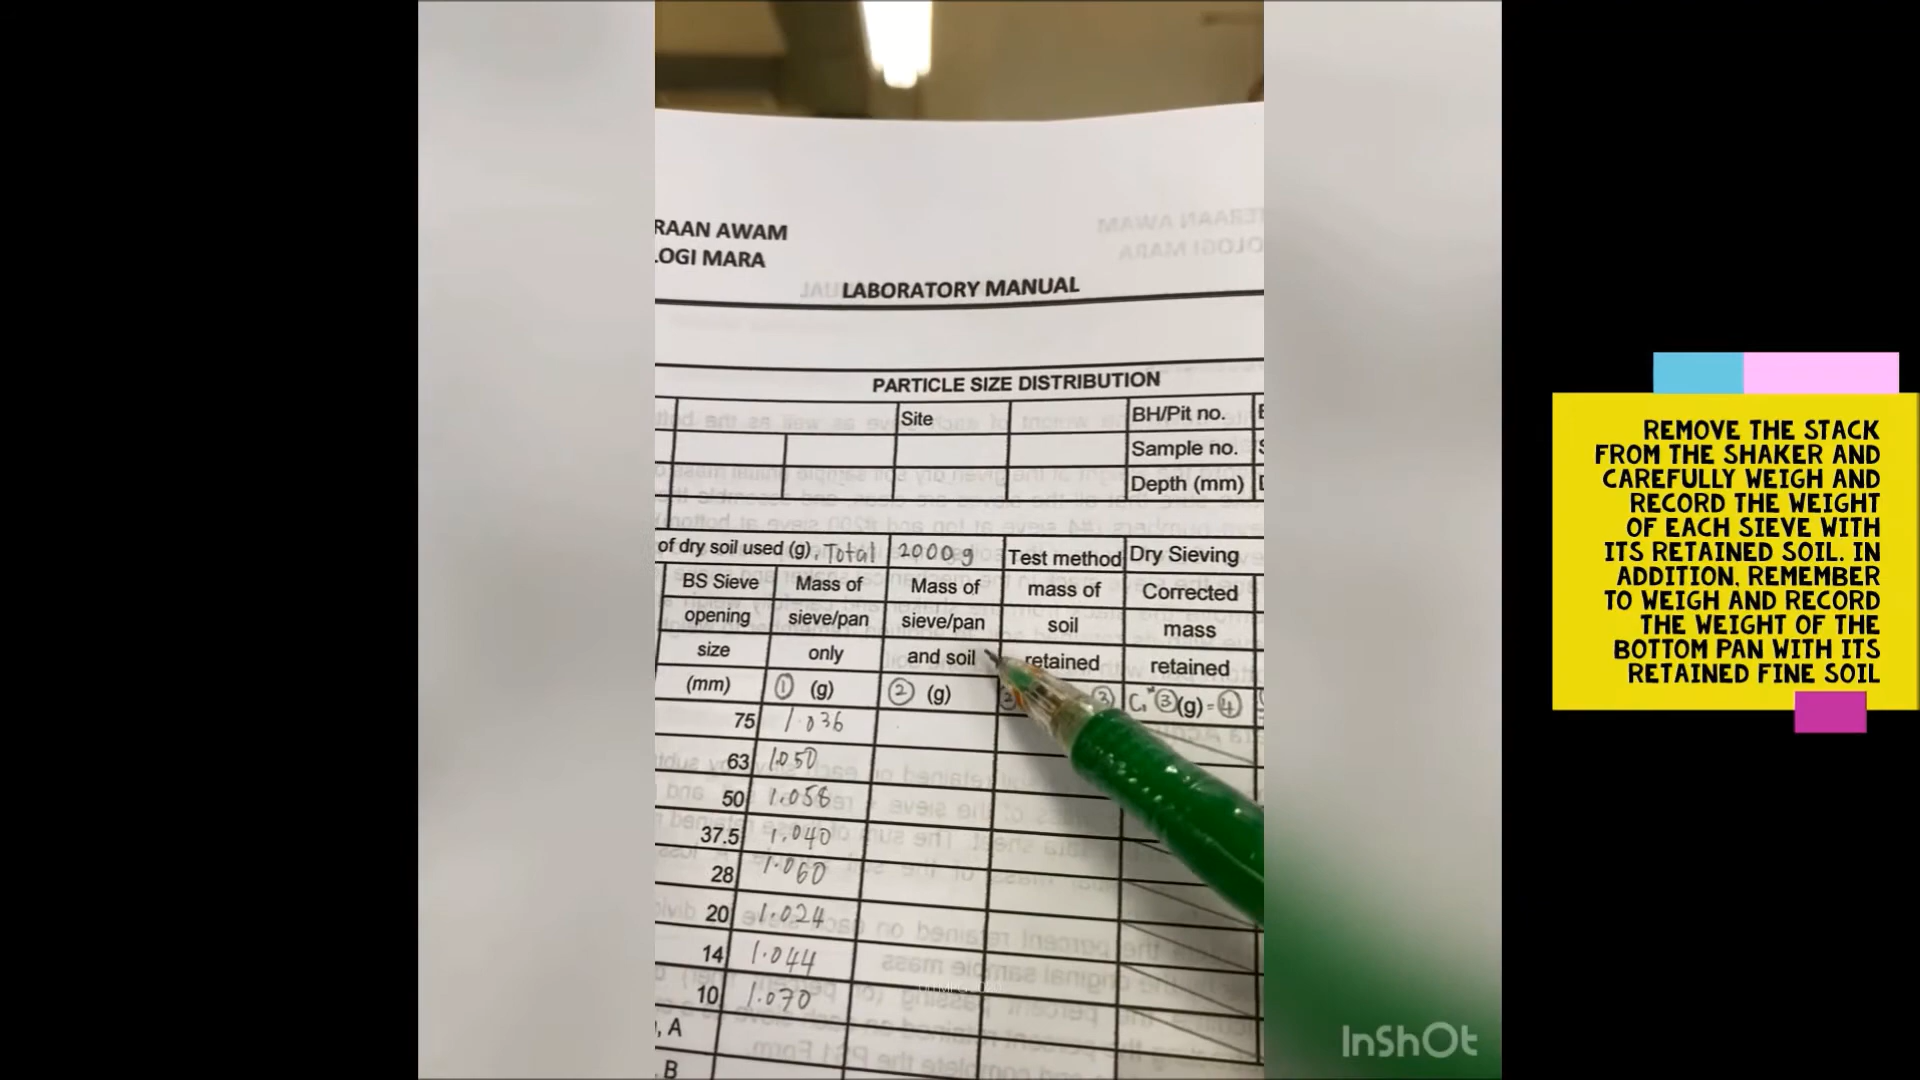 RAAN AWAM
LOGI MARA
LABORATORY MANUAL
PARTICLE SIZE DISTRIBUTION
Site
BH/Pit no.
Sample no.
Depth (mm)
of dry soil used (g), Total 2000g Test method Dry Sieving
BS Sieve Mass of Mass of mass of Corrected
opening sieve/pan sieve/pan soil mass
size only and soil retained retained
(mm) ① (g) ② (g) ③ C₁*③(g)=④
75 1.036
63 1.050
50 1.058
37.5 1.040
28 1.060
20 1.024
14 1.044
10 1.070
, A
. B
InShOt
REMOVE THE STACK
FROM THE SHAKER AND
CAREFULLY WEIGH AND
RECORD THE WEIGHT
OF EACH SIEVE WITH
ITS RETAINED SOIL. IN
ADDITION, REMEMBER
TO WEIGH AND RECORD
THE WEIGHT OF THE
BOTTOM PAN WITH ITS
RETAINED FINE SOIL